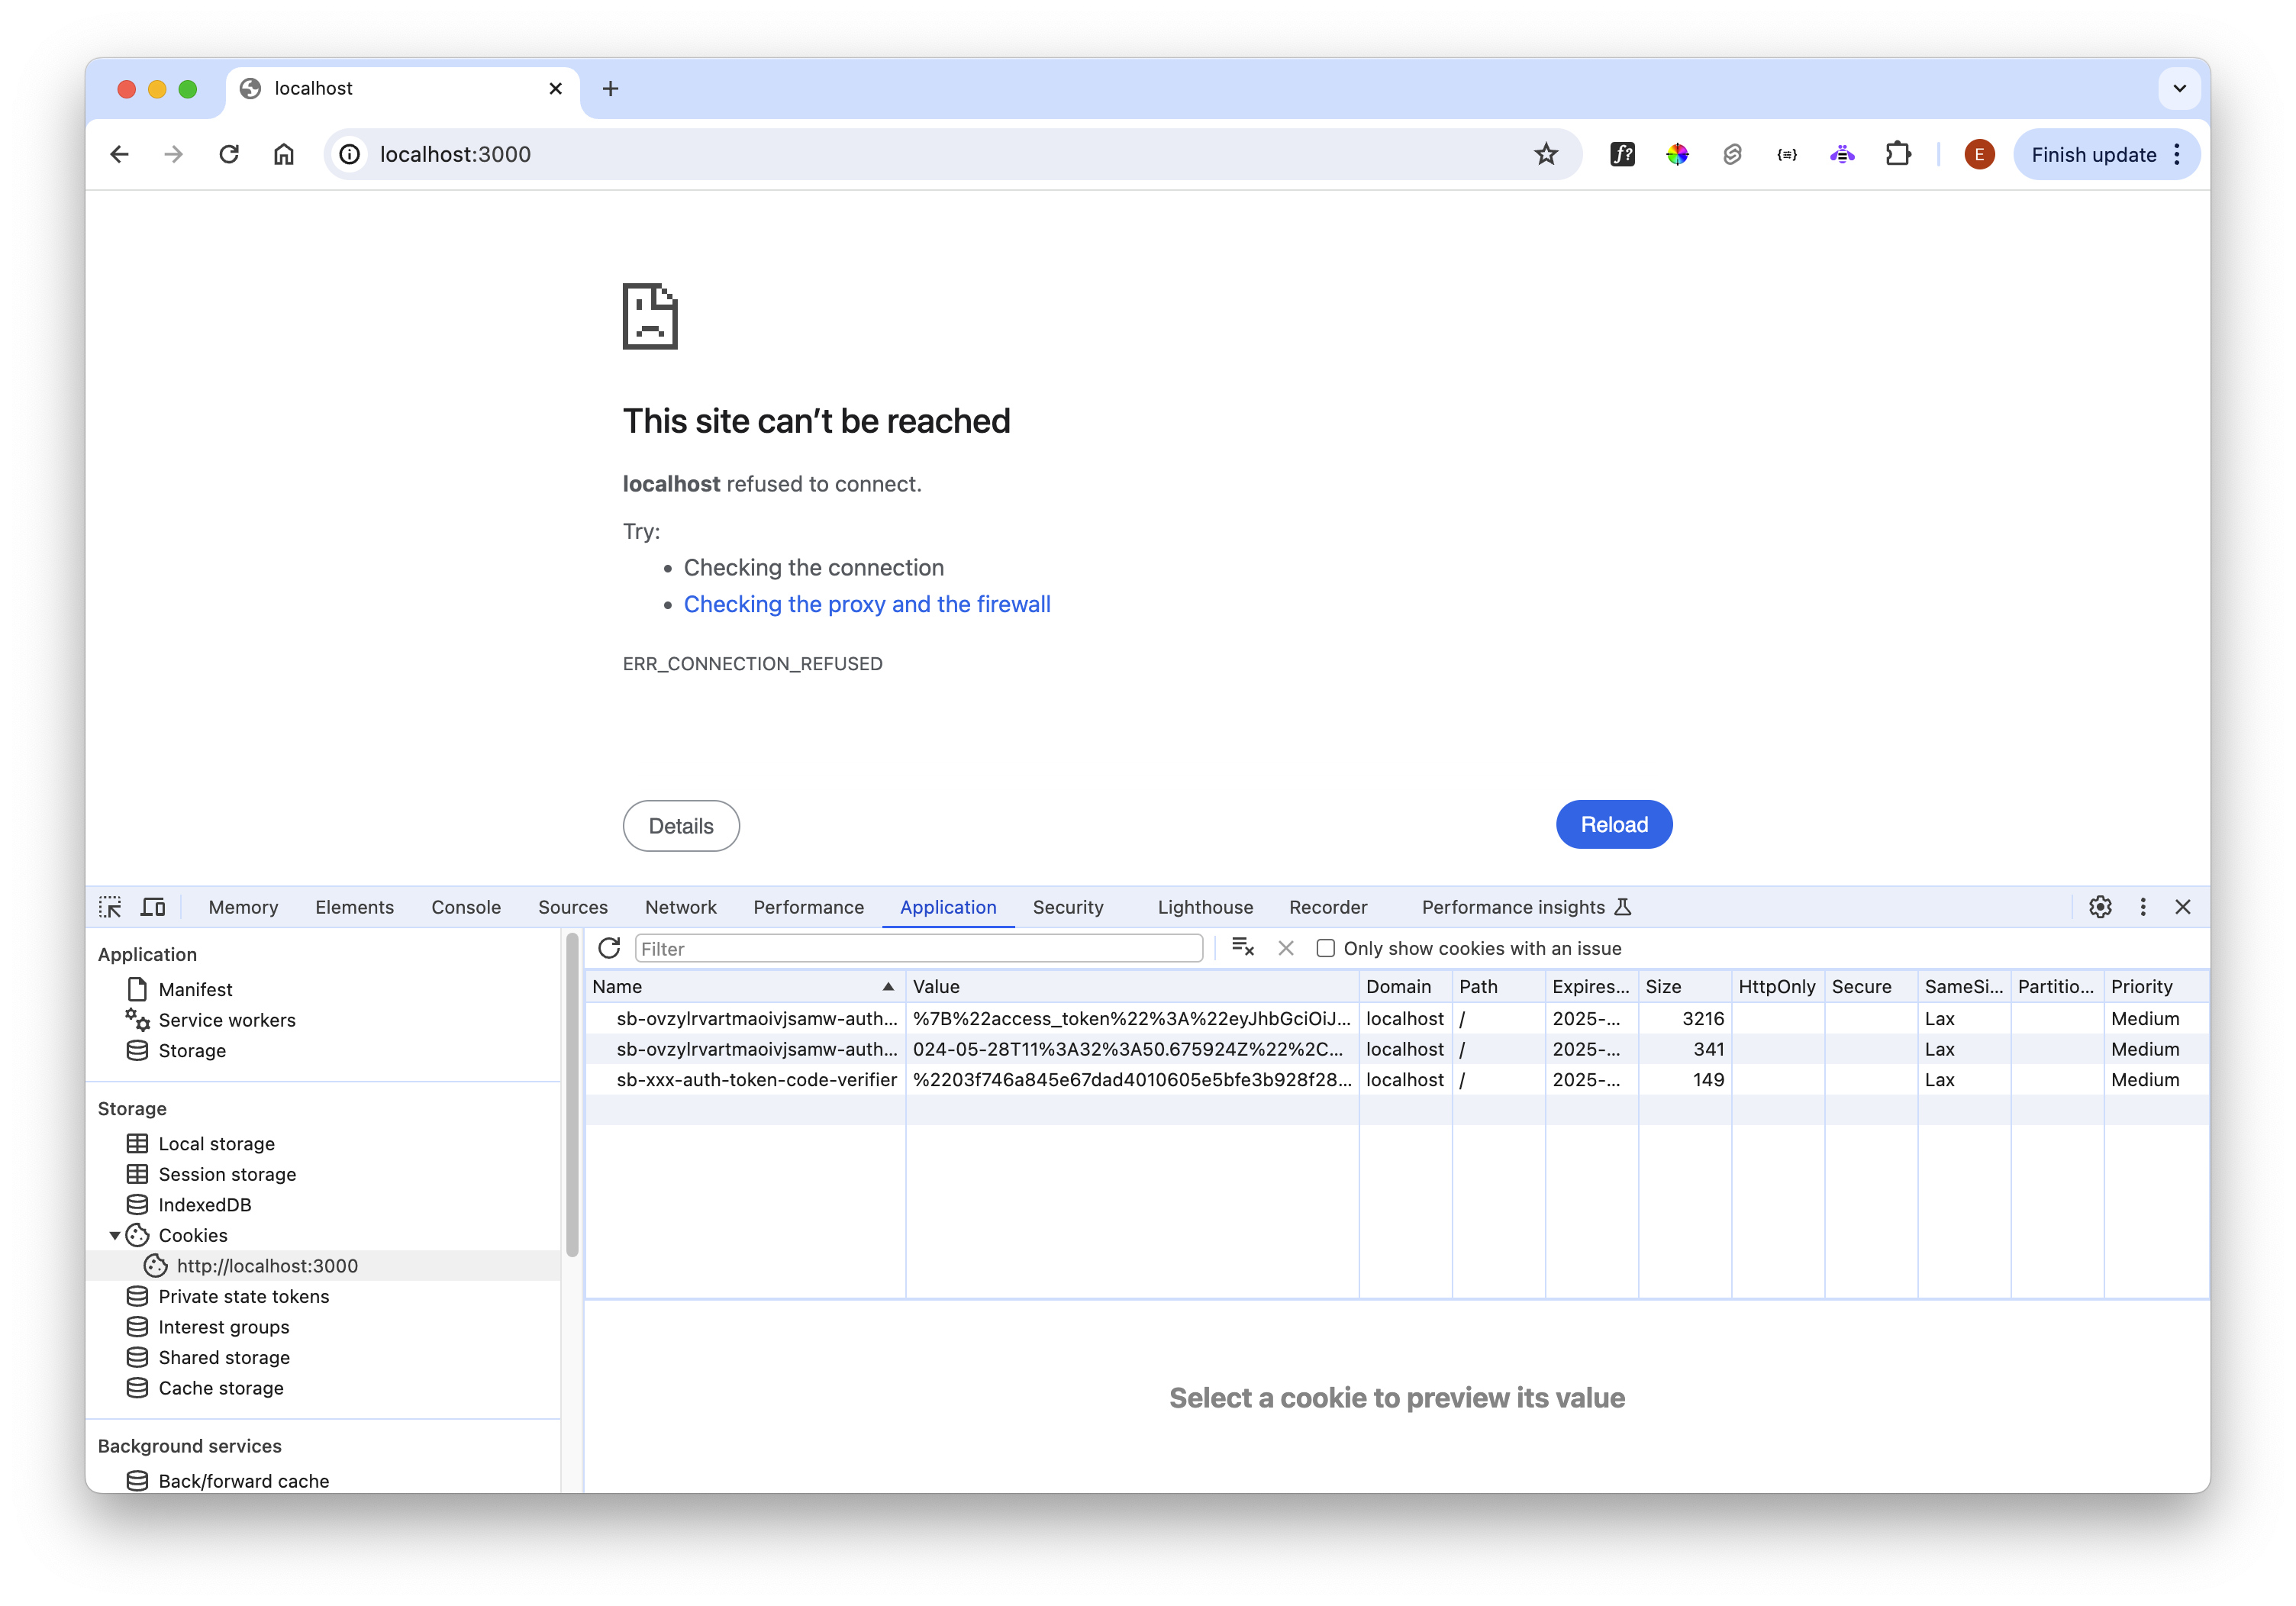 localhost
localhost:3000
f?
{≡}
E
Finish update
This site can’t be reached
localhost refused to connect.
Try:
Checking the connection
Checking the proxy and the firewall
ERR_CONNECTION_REFUSED
Details
Reload
Memory Elements Console Sources Network Performance Application Security Lighthouse Recorder Performance insights
Application
Manifest
Service workers
Storage
Storage
Local storage
Session storage
IndexedDB
Cookies
http://localhost:3000
Private state tokens
Interest groups
Shared storage
Cache storage
Background services
Back/forward cache
Filter
Only show cookies with an issue
Name Value Domain Path Expires... Size HttpOnly Secure SameSi... Partitio... Priority
sb-ovzylrvartmaoivjsamw-auth... %7B%22access_token%22%3A%22eyJhbGciOiJ... localhost / 2025-... 3216 Lax Medium
sb-ovzylrvartmaoivjsamw-auth... 024-05-28T11%3A32%3A50.675924Z%22%2C... localhost / 2025-... 341 Lax Medium
sb-xxx-auth-token-code-verifier %2203f746a845e67dad4010605e5bfe3b928f28... localhost / 2025-... 149 Lax Medium
Select a cookie to preview its value